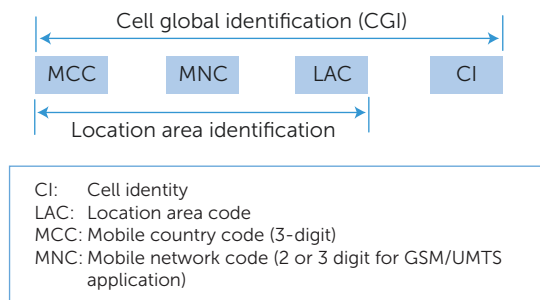 Cell global identification (CGI)
MCC MNC LAC CI
Location area identification
CI: Cell identity
LAC: Location area code
MCC: Mobile country code (3-digit)
MNC: Mobile network code (2 or 3 digit for GSM/UMTS
application)